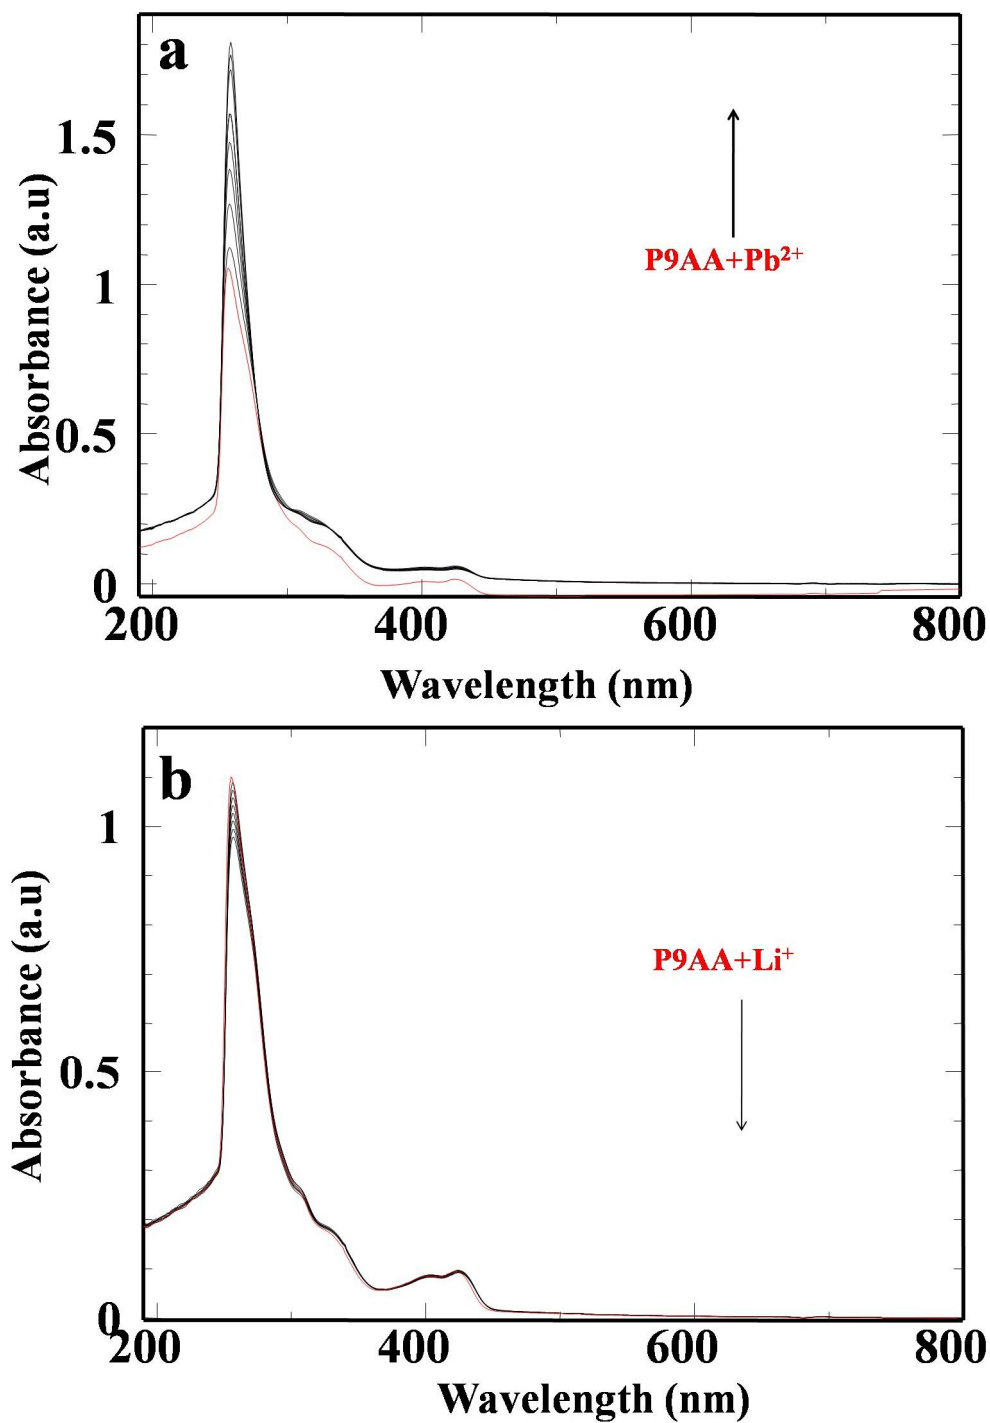 a
1.5
1
0.5
0
Absorbance (a.u)
P9AA+Pb²⁺
200 400 600 800
Wavelength (nm)
b
1
0.5
0
Absorbance (a.u)
P9AA+Li⁺
200 400 600 800
Wavelength (nm)